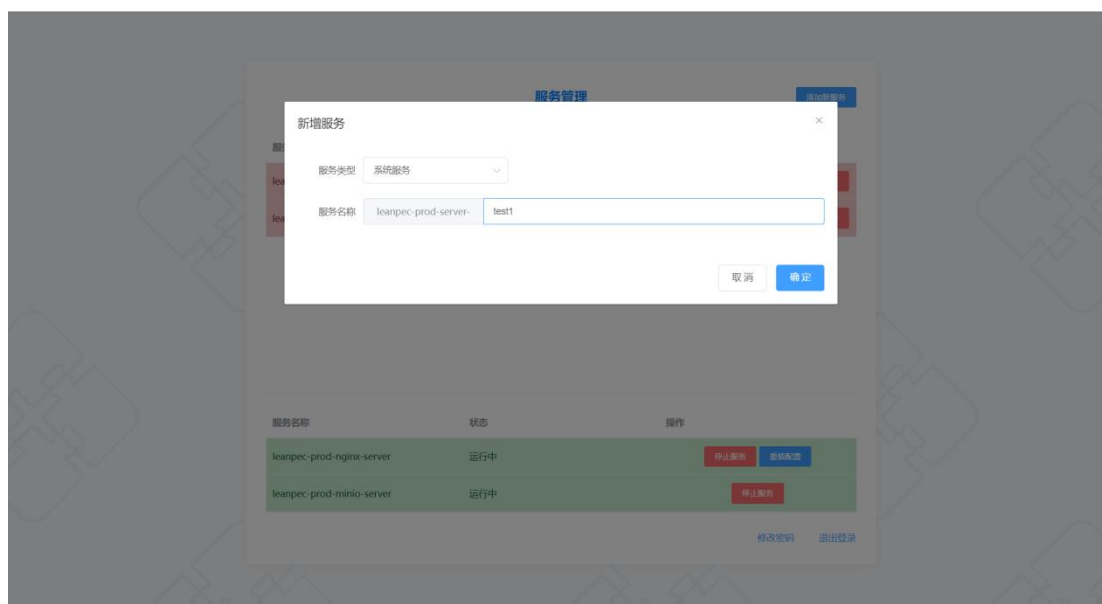 服务管理
添加新服务
新增服务
服务类型 系统服务
服务名称 leanpec-prod-server- test1
取消 确定
服务名称 状态 操作
leanpec-prod-nginx-server 运行中 停止服务 重载配置
leanpec-prod-minio-server 运行中 停止服务
修改密码 退出登录